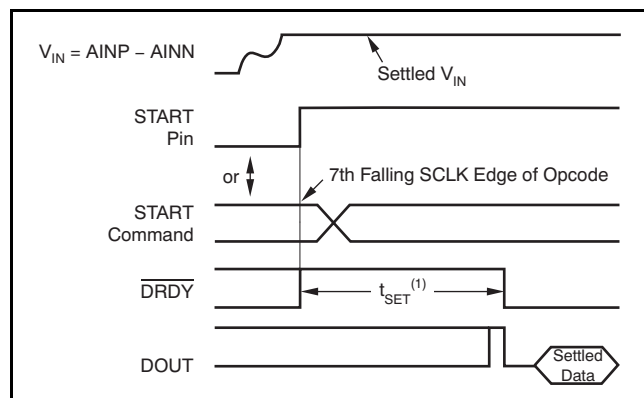 V_IN = AINP – AINN
Settled V_IN
START
Pin
or
7th Falling SCLK Edge of Opcode
START
Command
DRDY
t_SET^(1)
DOUT
Settled
Data